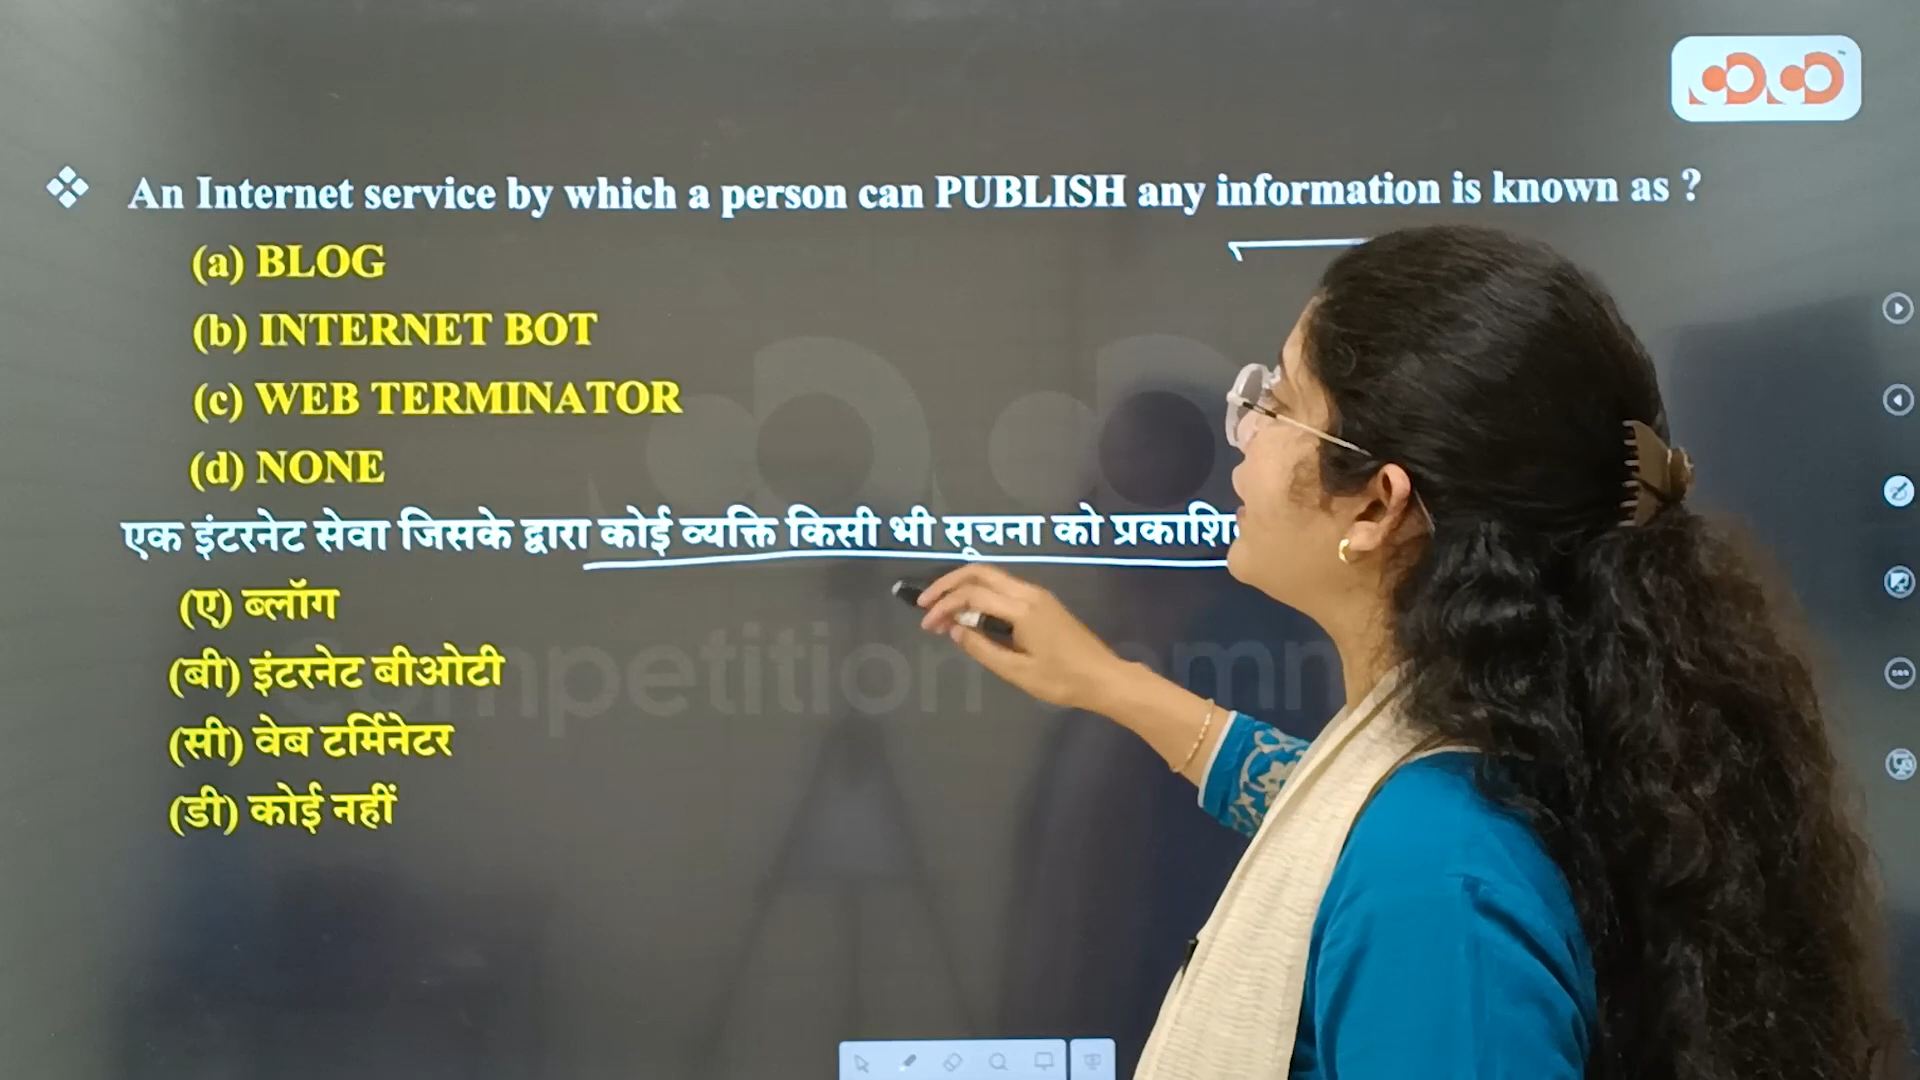 ❖ An Internet service by which a person can PUBLISH any information is known as ?
(a) BLOG
(b) INTERNET BOT
(c) WEB TERMINATOR
(d) NONE
एक इंटरनेट सेवा जिसके द्वारा कोई व्यक्ति किसी भी सूचना को
(ए) ब्लॉग
(बी) इंटरनेट बीओटी
(सी) वेब टर्मिनेटर
(डी) कोई नहीं